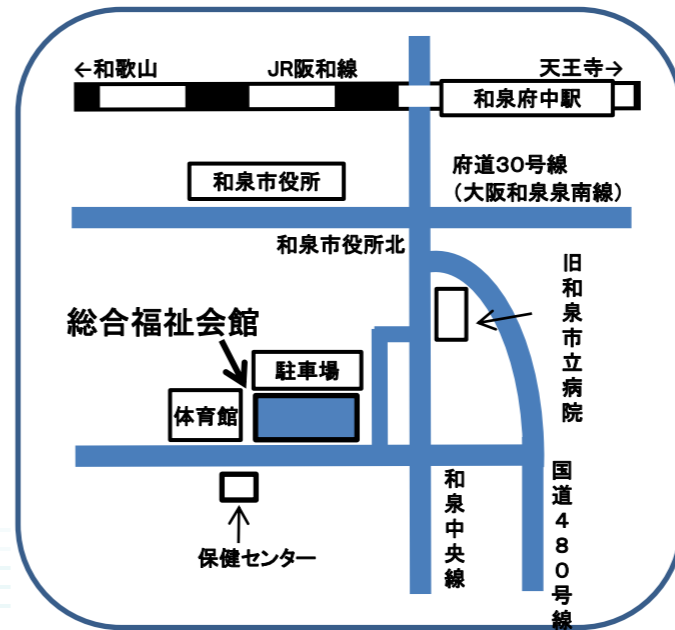 ←和歌山
JR阪和線
天王寺→
和泉府中駅
和泉市役所
府道30号線
(大阪和泉泉南線)
和泉市役所北
旧和泉市立病院
総合福祉会館
駐車場
体育館
保健センター
和泉中央線
国道480号線